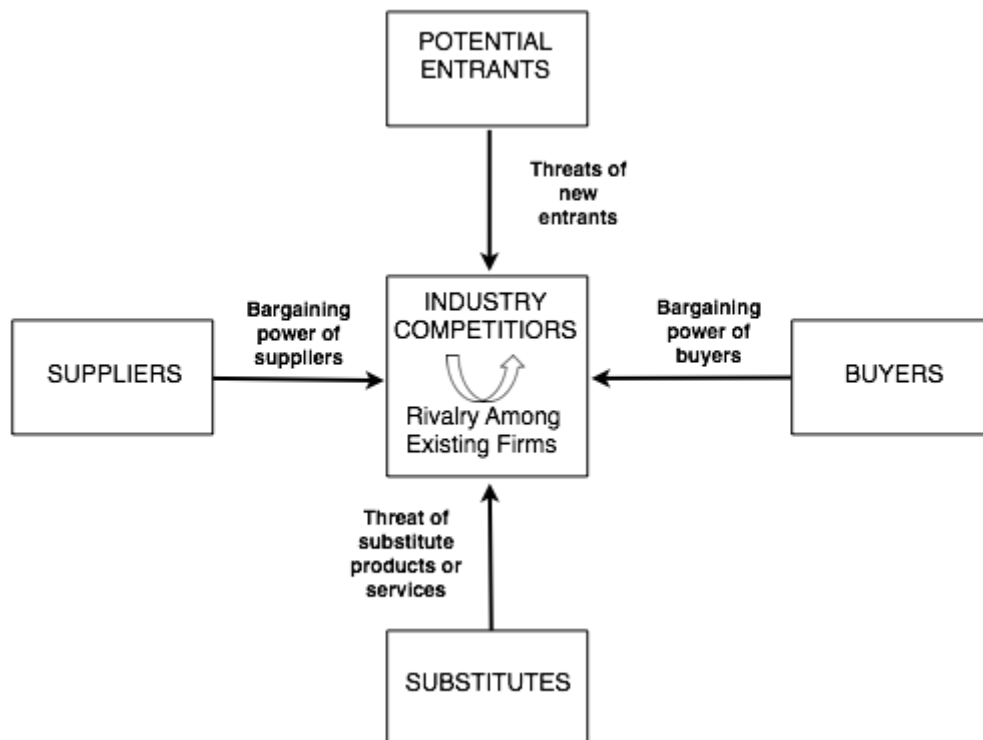 POTENTIAL
ENTRANTS
Threats of
new
entrants
Bargaining
power of
suppliers
SUPPLIERS
INDUSTRY
COMPETITIORS
Rivalry Among
Existing Firms
Bargaining
power of
buyers
BUYERS
Threat of
substitute
products or
services
SUBSTITUTES